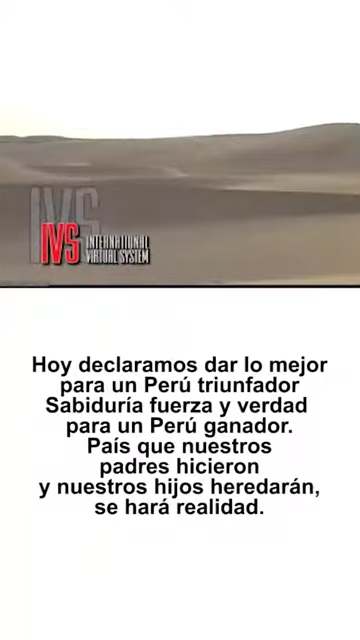 IVS
IVS INTERNATIONAL
VIRTUAL SYSTEM
Hoy declaramos dar lo mejor
para un Perú triunfador
Sabiduría fuerza y verdad
para un Perú ganador.
País que nuestros
padres hicieron
y nuestros hijos heredarán,
se hará realidad.